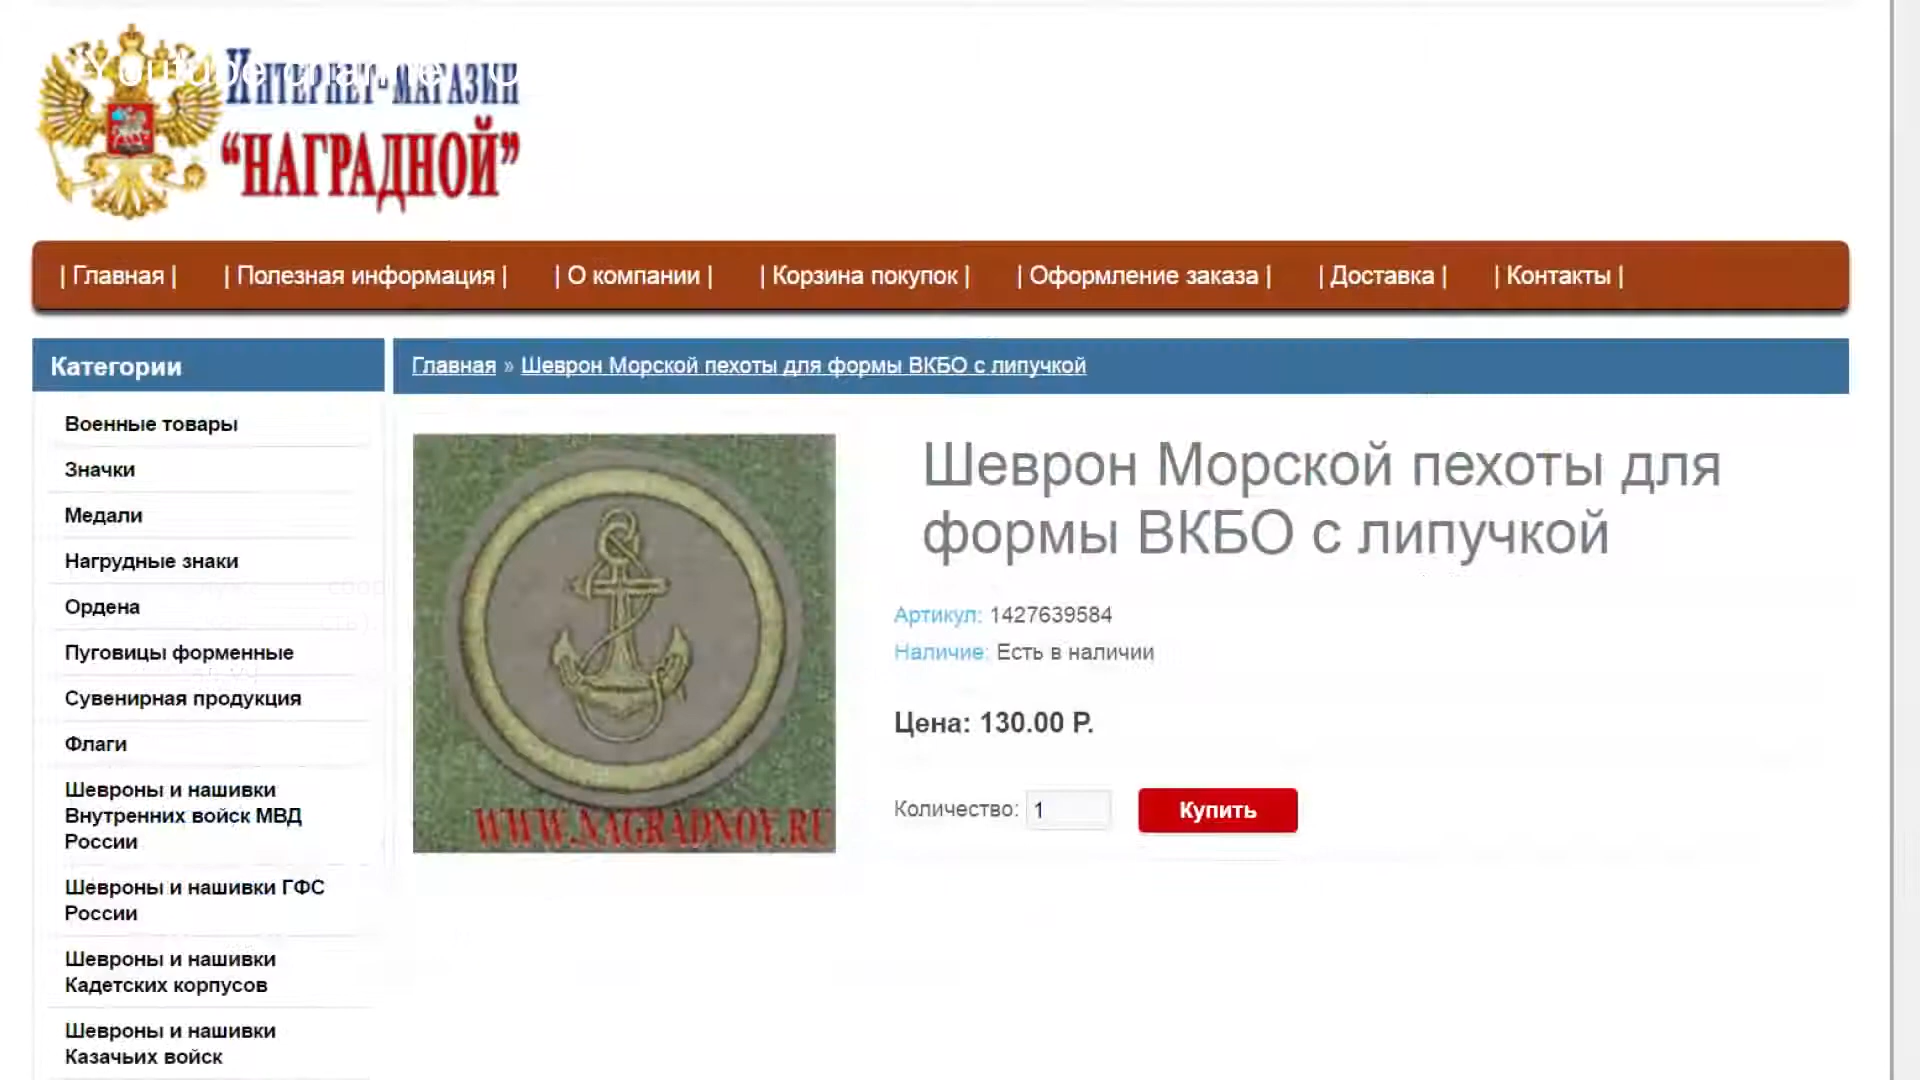 Youtube channel
Интернет-магазин
“НАГРАДНОЙ”
| Главная | | Полезная информация | | О компании | | Корзина покупок | | Оформление заказа | | Доставка | | Контакты |
Категории
Военные товары
Значки
Медали
Нагрудные знаки
Ордена
Пуговицы форменные
Сувенирная продукция
Флаги
Шевроны и нашивки
Внутренних войск МВД
России
Шевроны и нашивки ГФС
России
Шевроны и нашивки
Кадетских корпусов
Шевроны и нашивки
Казачьих войск
Главная » Шеврон Морской пехоты для формы ВКБО с липучкой
WWW.NAGRADNOY.RU
Шеврон Морской пехоты для
формы ВКБО с липучкой
Артикул: 1427639584
Наличие: Есть в наличии
Цена: 130.00 Р.
Количество: 1 Купить